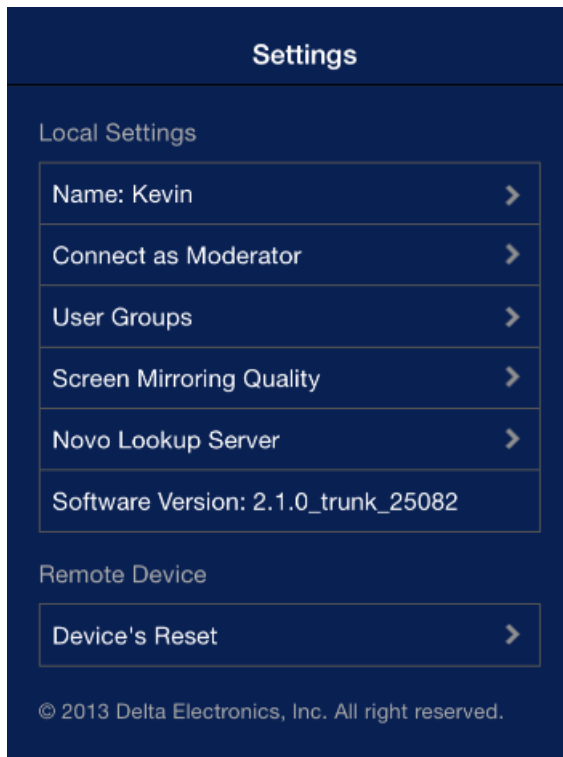 Settings
Local Settings
Name: Kevin
Connect as Moderator
User Groups
Screen Mirroring Quality
Novo Lookup Server
Software Version: 2.1.0_trunk_25082
Remote Device
Device's Reset
© 2013 Delta Electronics, Inc. All right reserved.